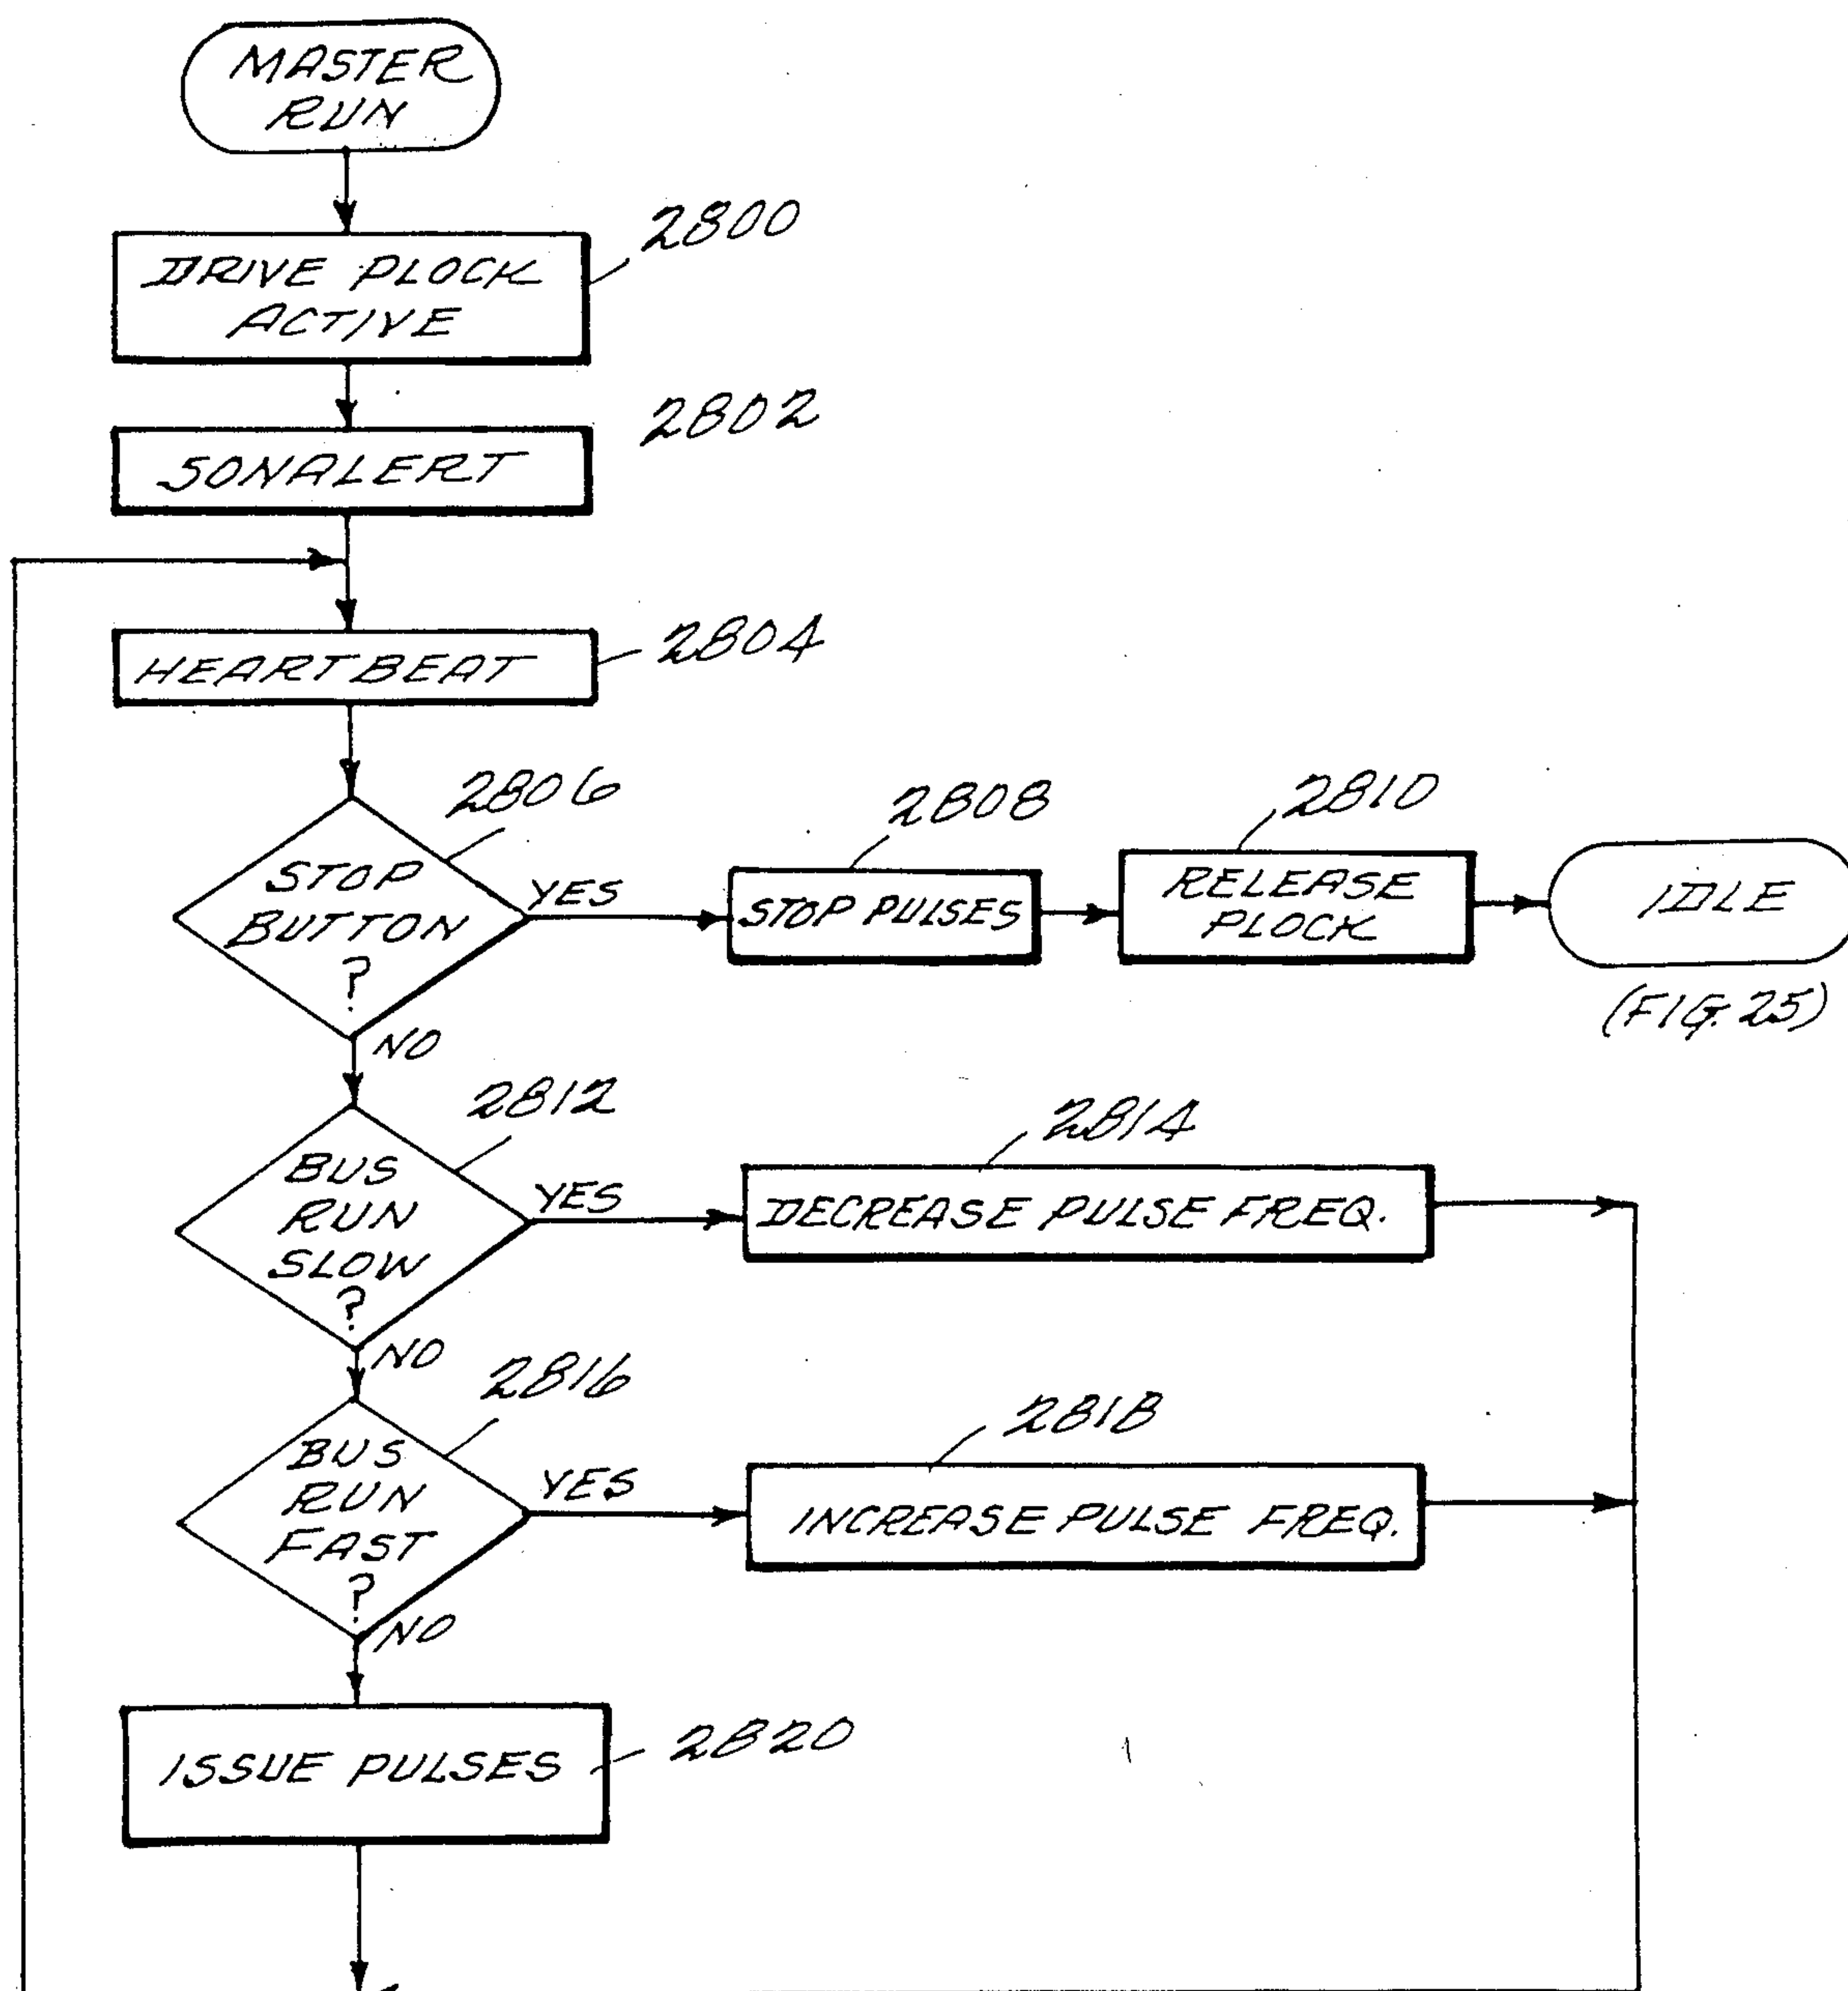 MASTER
RUN
2800
DRIVE PLOCK
ACTIVE
2802
SONALERT
2804
HEARTBEAT
2806
STOP
BUTTON
?
YES
2808
STOP PULSES
2810
RELEASE
PLOCK
IDLE
(FIG. 25)
NO
2812
BUS
RUN
SLOW
?
YES
2814
DECREASE PULSE FREQ.
NO
2816
BUS
RUN
FAST
?
YES
2818
INCREASE PULSE FREQ.
NO
2820
ISSUE PULSES